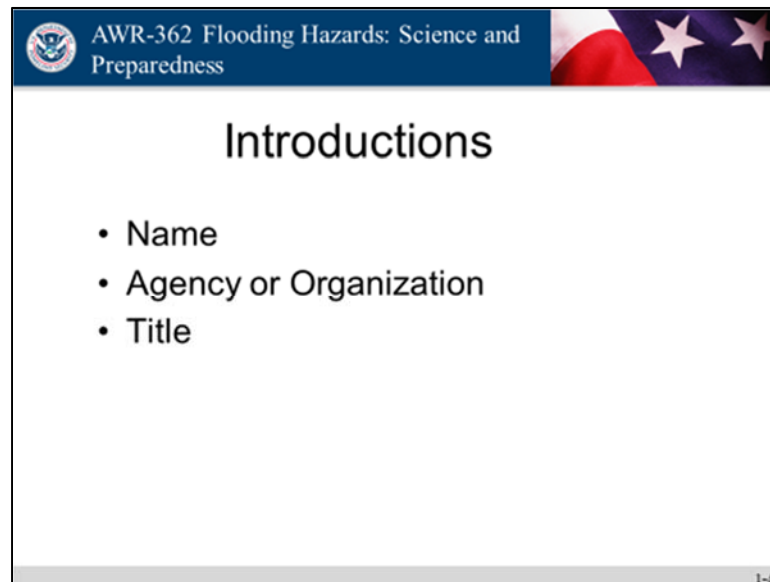 AWR-362 Flooding Hazards: Science and
Preparedness
Introductions
• Name
• Agency or Organization
• Title